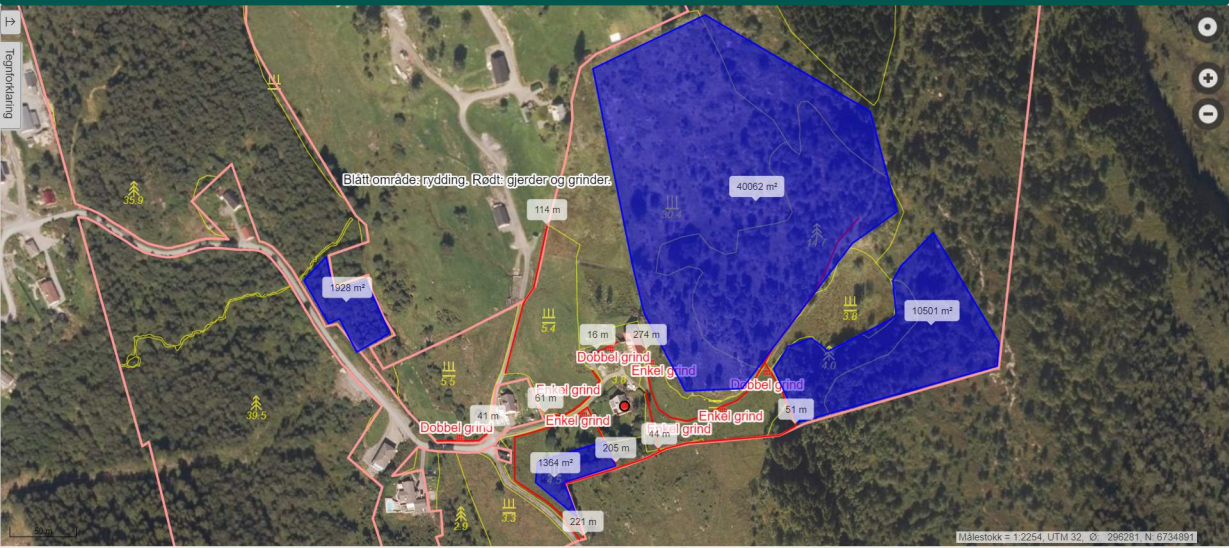 Tegnforklaring
35.9
Blått område: rydding. Rødt: gjerder og grinder.
40062 m²
114 m
1928 m²
10501 m²
5.4
3.8
16 m
274 m
Dobbel grind
Enkel grind
4.0
5.5
39.5
Enkel grind
61 m
Dobbel grind
51 m
41 m
Dobbel grind
Enkel grind
Enkel grind
44 m
Enkel grind
205 m
1364 m²
3.3
2.9
221 m
50 m
Målestokk = 1:2254, UTM 32, Ø: 296281, N: 6734891